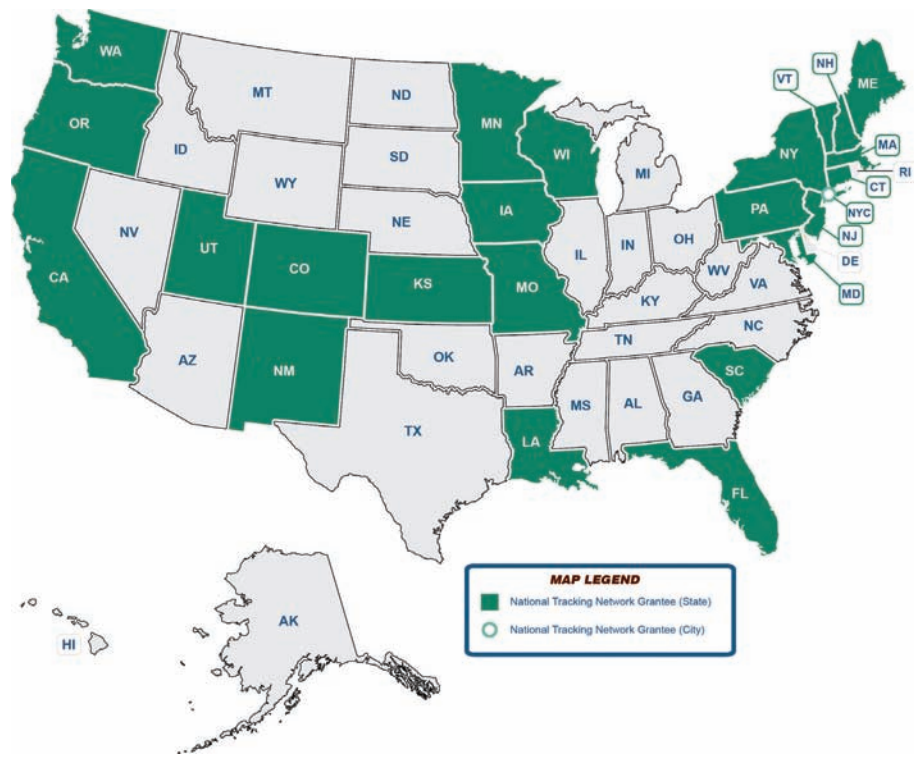 WA
OR
CA
NV
ID
MT
WY
UT
CO
AZ
NM
ND
SD
NE
KS
OK
TX
MN
IA
MO
AR
LA
WI
IL
MI
IN
OH
KY
TN
MS
AL
GA
FL
SC
NC
VA
WV
PA
NY
VT
NH
ME
MA
RI
CT
NYC
NJ
DE
MD
HI
AK
MAP LEGEND
National Tracking Network Grantee (State)
National Tracking Network Grantee (City)